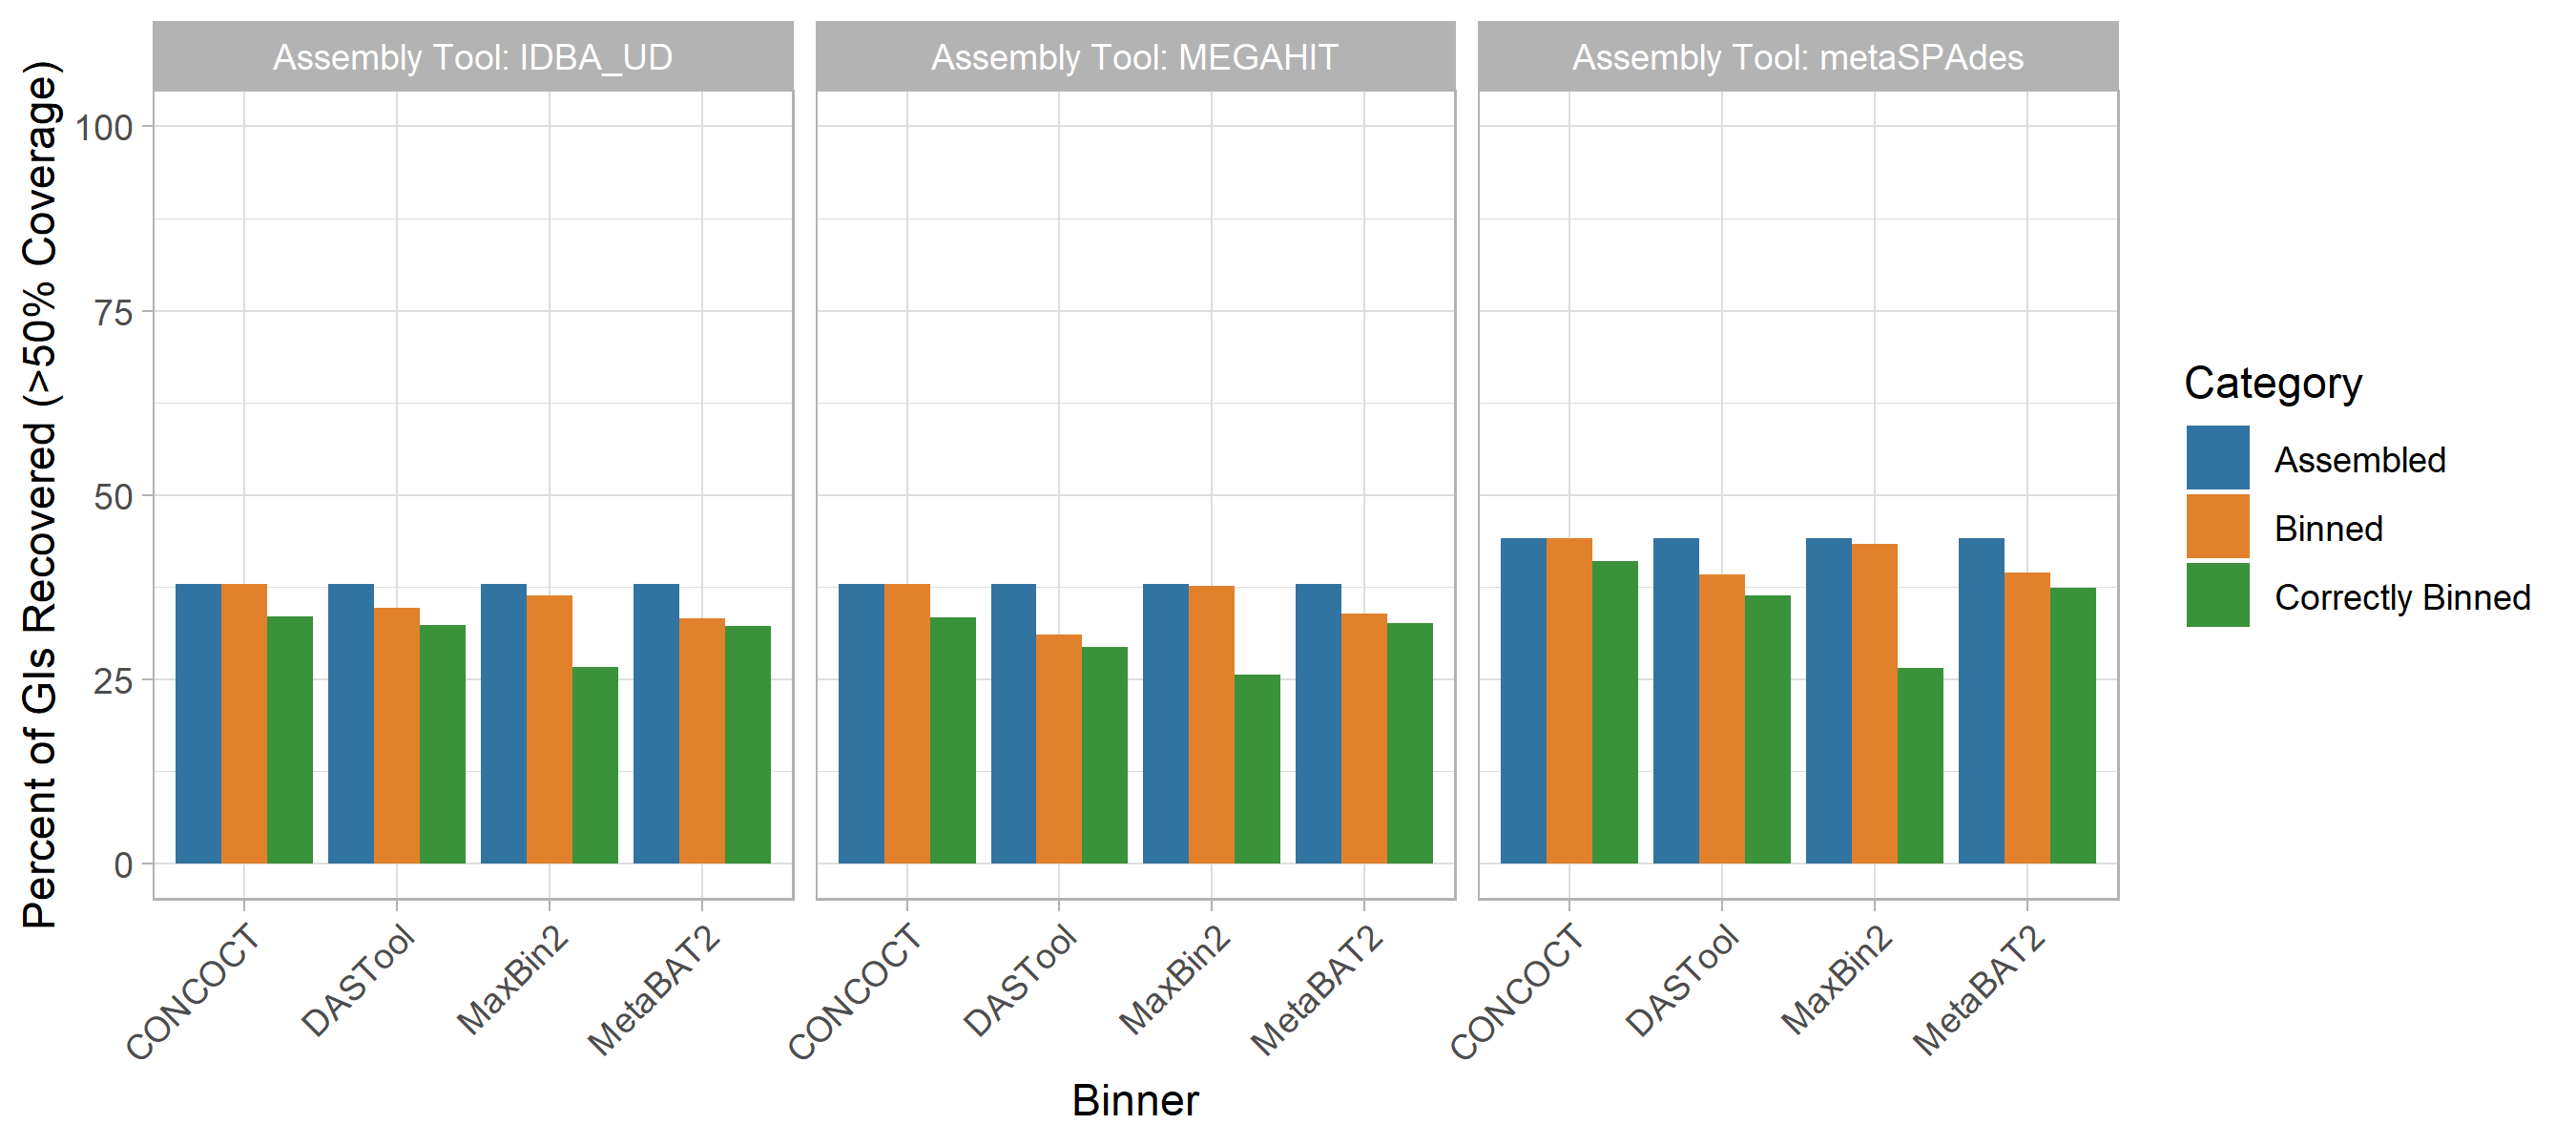 Assembly Tool: IDBA_UD
Assembly Tool: MEGAHIT
Assembly Tool: metaSPAdes
Percent of GIs Recovered (>50% Coverage)
100
75
50
25
0
CONCOCT
DASTool
MaxBin2
MetaBAT2
CONCOCT
DASTool
MaxBin2
MetaBAT2
CONCOCT
DASTool
MaxBin2
MetaBAT2
Binner
Category
Assembled
Binned
Correctly Binned